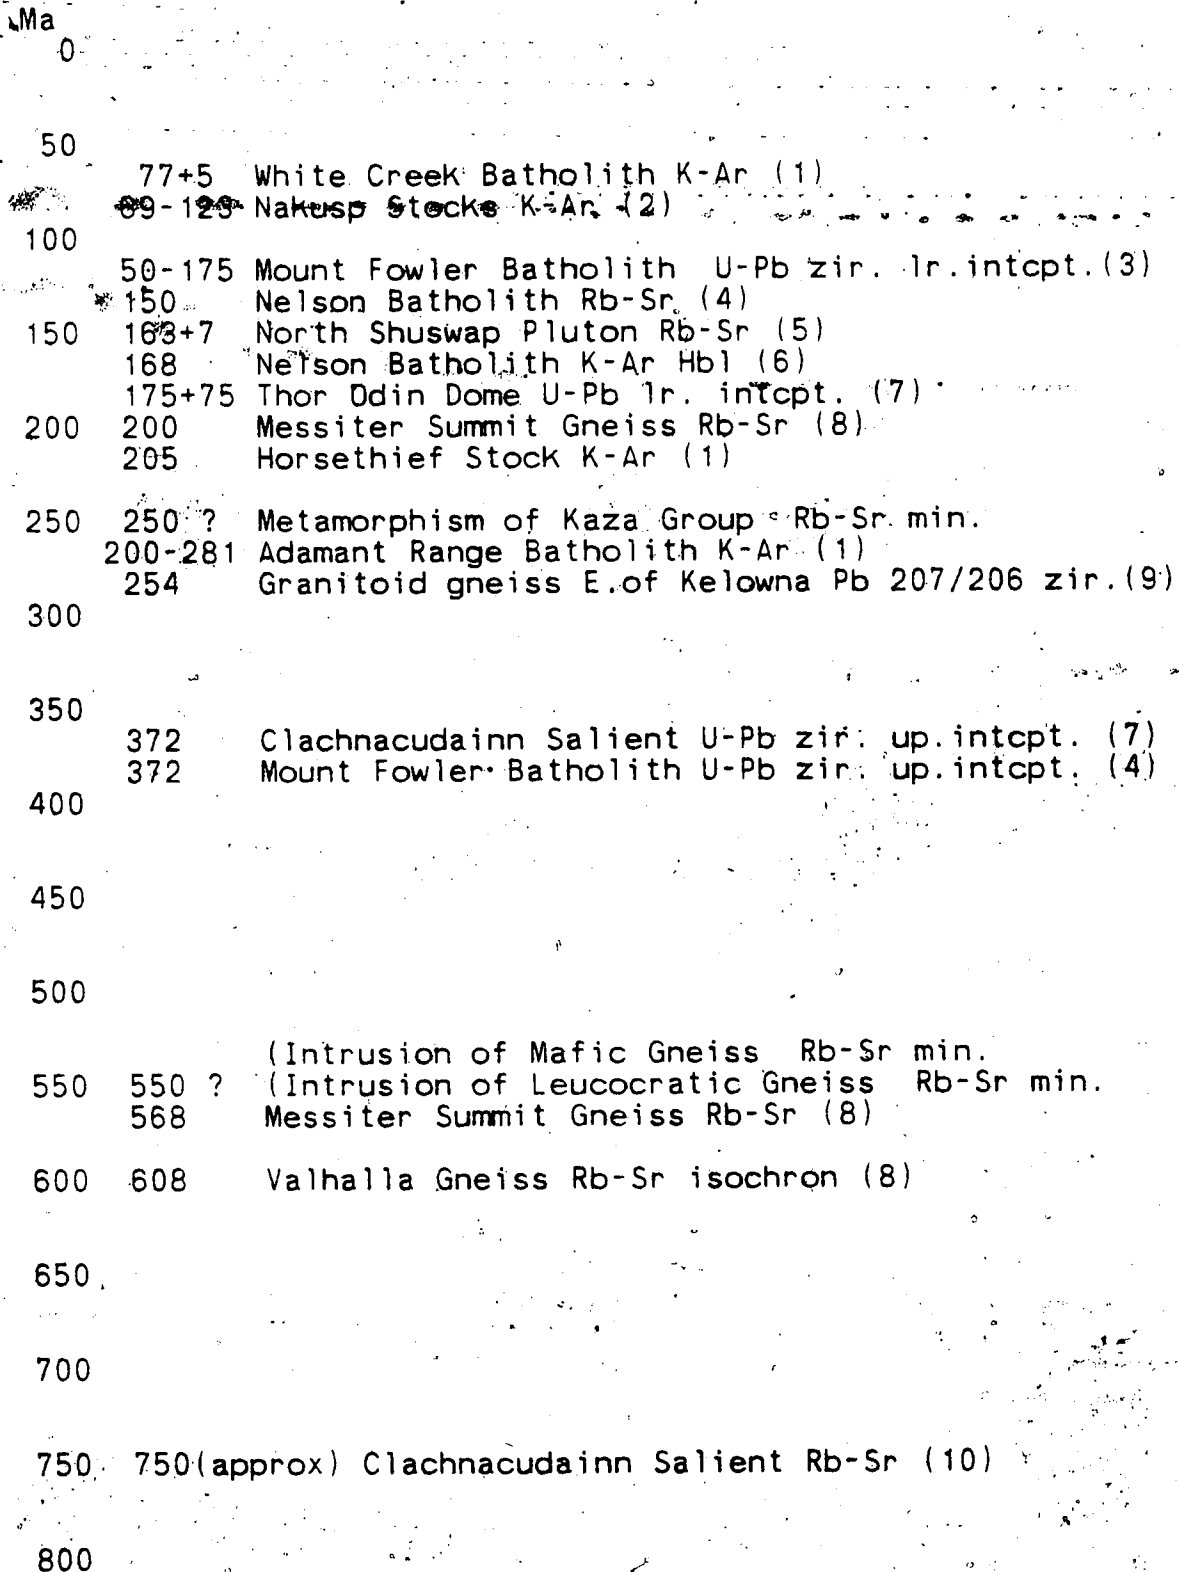 Ma
0
50
77+5 White Creek Batholith K-Ar (1)
89-123 Nakusp Stocks K-Ar (2)
100
50-175 Mount Fowler Batholith U-Pb zir. lr.intcpt.(3)
150 Nelson Batholith Rb-Sr (4)
150 163+7 North Shuswap Pluton Rb-Sr (5)
168 Nelson Batholith K-Ar Hbl (6)
175+75 Thor Odin Dome U-Pb lr. intcpt. (7)
200 200 Messiter Summit Gneiss Rb-Sr (8)
205 Horsethief Stock K-Ar (1)
250 250 ? Metamorphism of Kaza Group Rb-Sr min.
200-281 Adamant Range Batholith K-Ar (1)
254 Granitoid gneiss E.of Kelowna Pb 207/206 zir.(9)
300
350
372 Clachnacudainn Salient U-Pb zir. up.intcpt. (7)
372 Mount Fowler Batholith U-Pb zir. up.intcpt. (4)
400
450
500
(Intrusion of Mafic Gneiss Rb-Sr min.
550 550 ? (Intrusion of Leucocratic Gneiss Rb-Sr min.
568 Messiter Summit Gneiss Rb-Sr (8)
600 608 Valhalla Gneiss Rb-Sr isochron (8)
650
700
750 750(approx) Clachnacudainn Salient Rb-Sr (10)
800